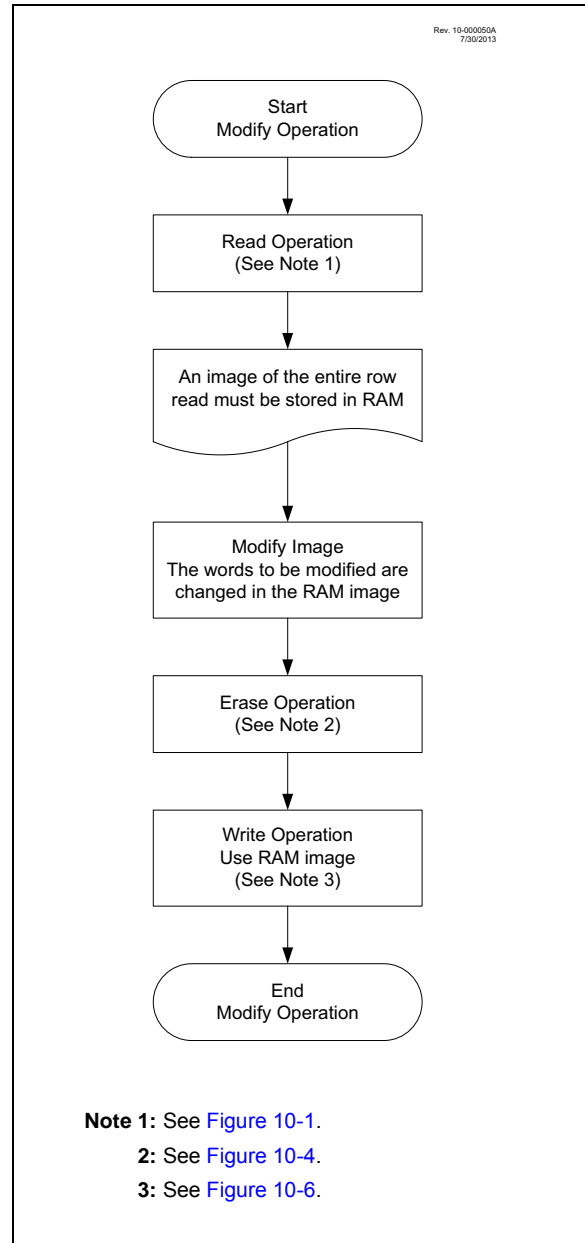 Rev. 10-000050A
7/30/2013
Start
Modify Operation
Read Operation
(See Note 1)
An image of the entire row
read must be stored in RAM
Modify Image
The words to be modified are
changed in the RAM image
Erase Operation
(See Note 2)
Write Operation
Use RAM image
(See Note 3)
End
Modify Operation
Note 1: See Figure 10-1.
2: See Figure 10-4.
3: See Figure 10-6.